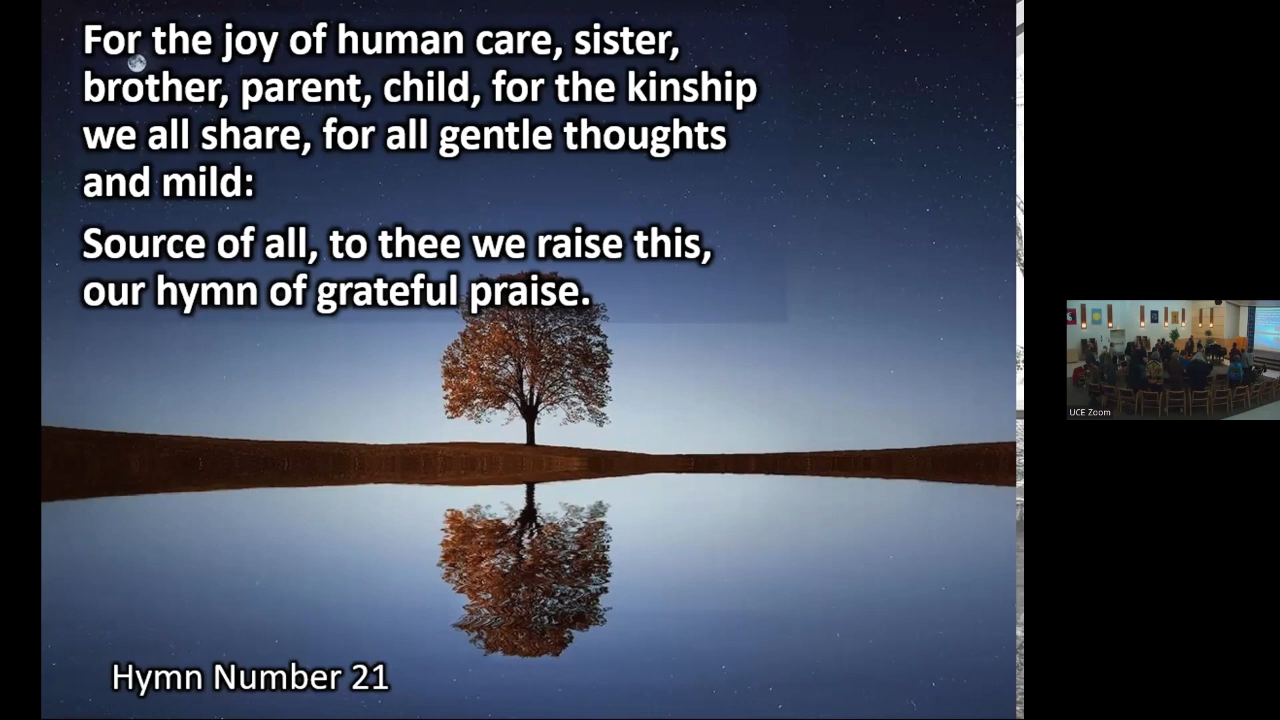 For the joy of human care, sister,
brother, parent, child, for the kinship
we all share, for all gentle thoughts
and mild:
Source of all, to thee we raise this,
our hymn of grateful praise.
Hymn Number 21
UCE Zoom